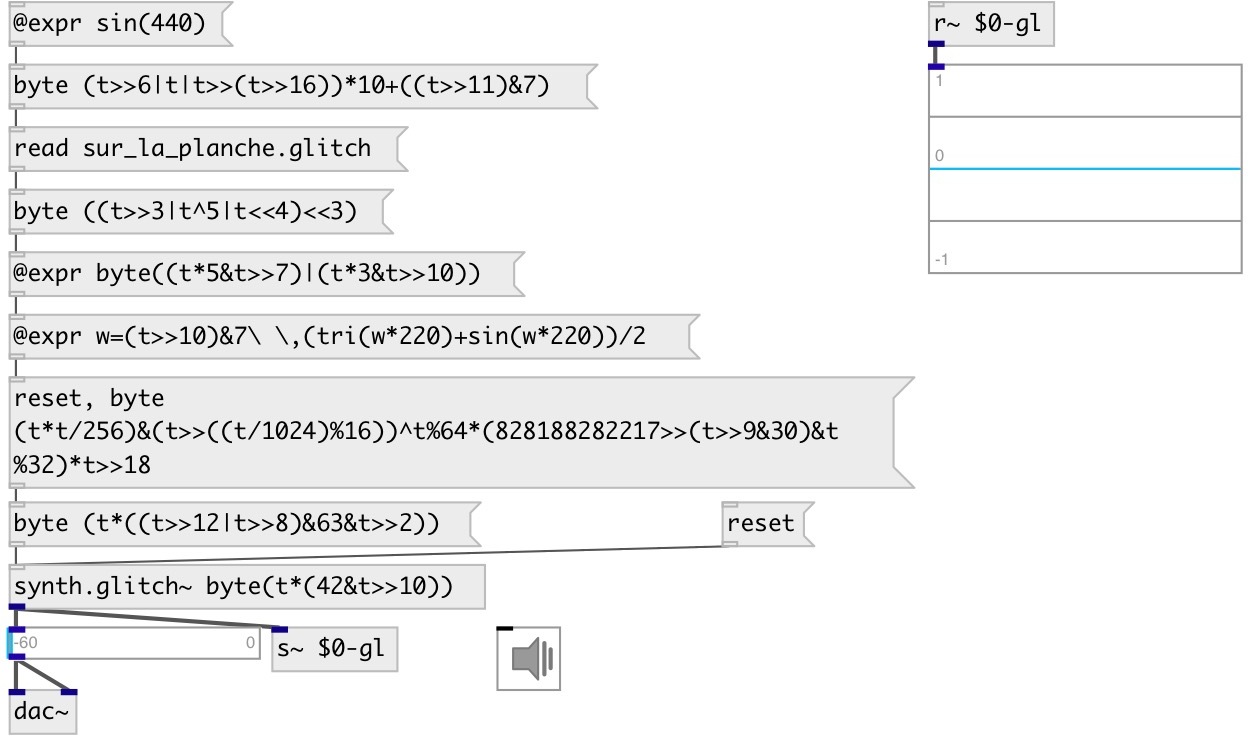 @expr sin(440)
r~ $0-gl
byte (t>>6|t|t>>(t>>16))*10+((t>>11)&7)
1
read sur_la_planche.glitch
0
byte ((t>>3|t^5|t<<4)<<3)
@expr byte((t*5&t>>7)|(t*3&t>>10))
-1
@expr w=(t>>10)&7\ \,(tri(w*220)+sin(w*220))/2
reset, byte
(t*t/256)&(t>>((t/1024)%16))^t%64*(828188282217>>(t>>9&30)&t
%32)*t>>18
byte (t*((t>>12|t>>8)&63&t>>2))
reset
synth.glitch~ byte(t*(42&t>>10))
-60 0
s~ $0-gl
dac~